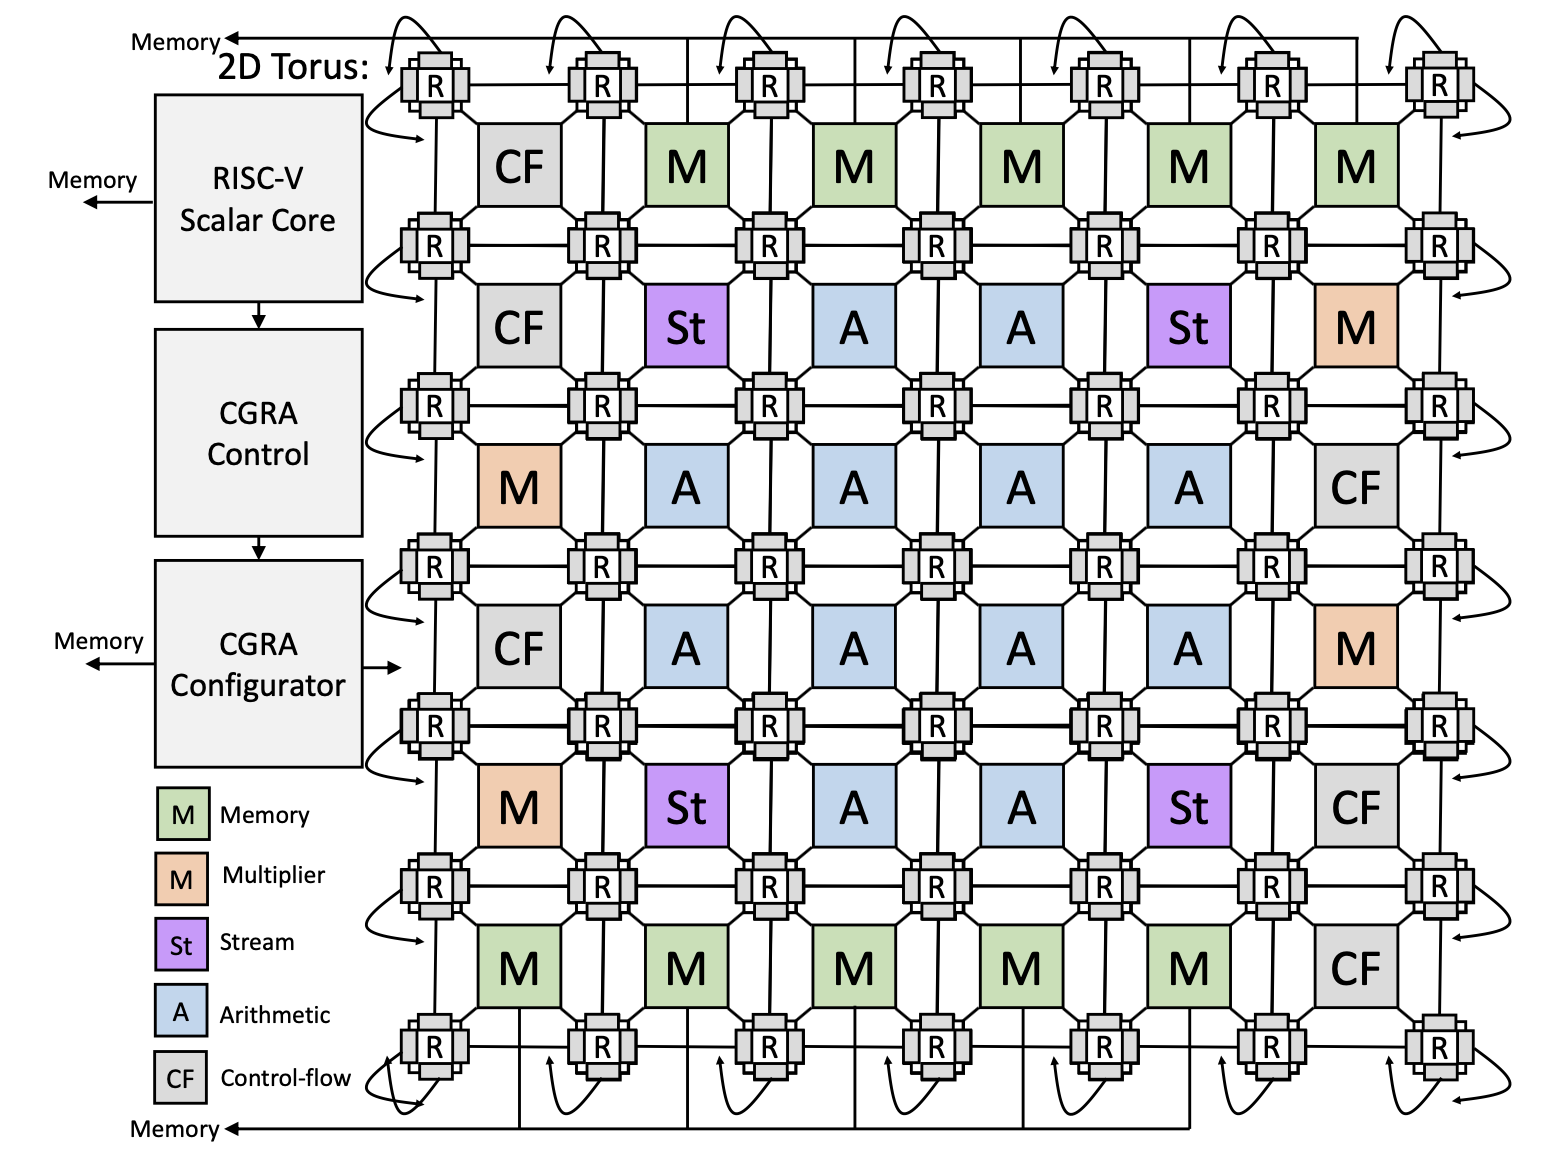 Memory
2D Torus:
R R R R R R R
CF M M M M M
RISC-V
Scalar Core
Memory
R R R R R R R
CF St A A St M
CGRA
Control
R R R R R R R
M A A A A CF
R R R R R R R
CF A A A A M
CGRA
Configurator
Memory
R R R R R R R
M St A A St CF
M Memory
M Multiplier
R R R R R R R
St Stream
M M M M M CF
A Arithmetic
R R R R R R R
CF Control-flow
Memory